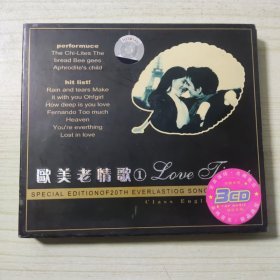 performuce
The Chi-Lites The
bread Bee gees
Aphrodite's child
hit list!
Rain and tears Make
it with you Oh!girl
How deep is you love
Fernando Too much
Heaven
You're everthing
Lost in love
歐美老情歌① Love
SPECIAL EDITIONOF20TH EVERLASTIOG SONG
Class Engl
3CD